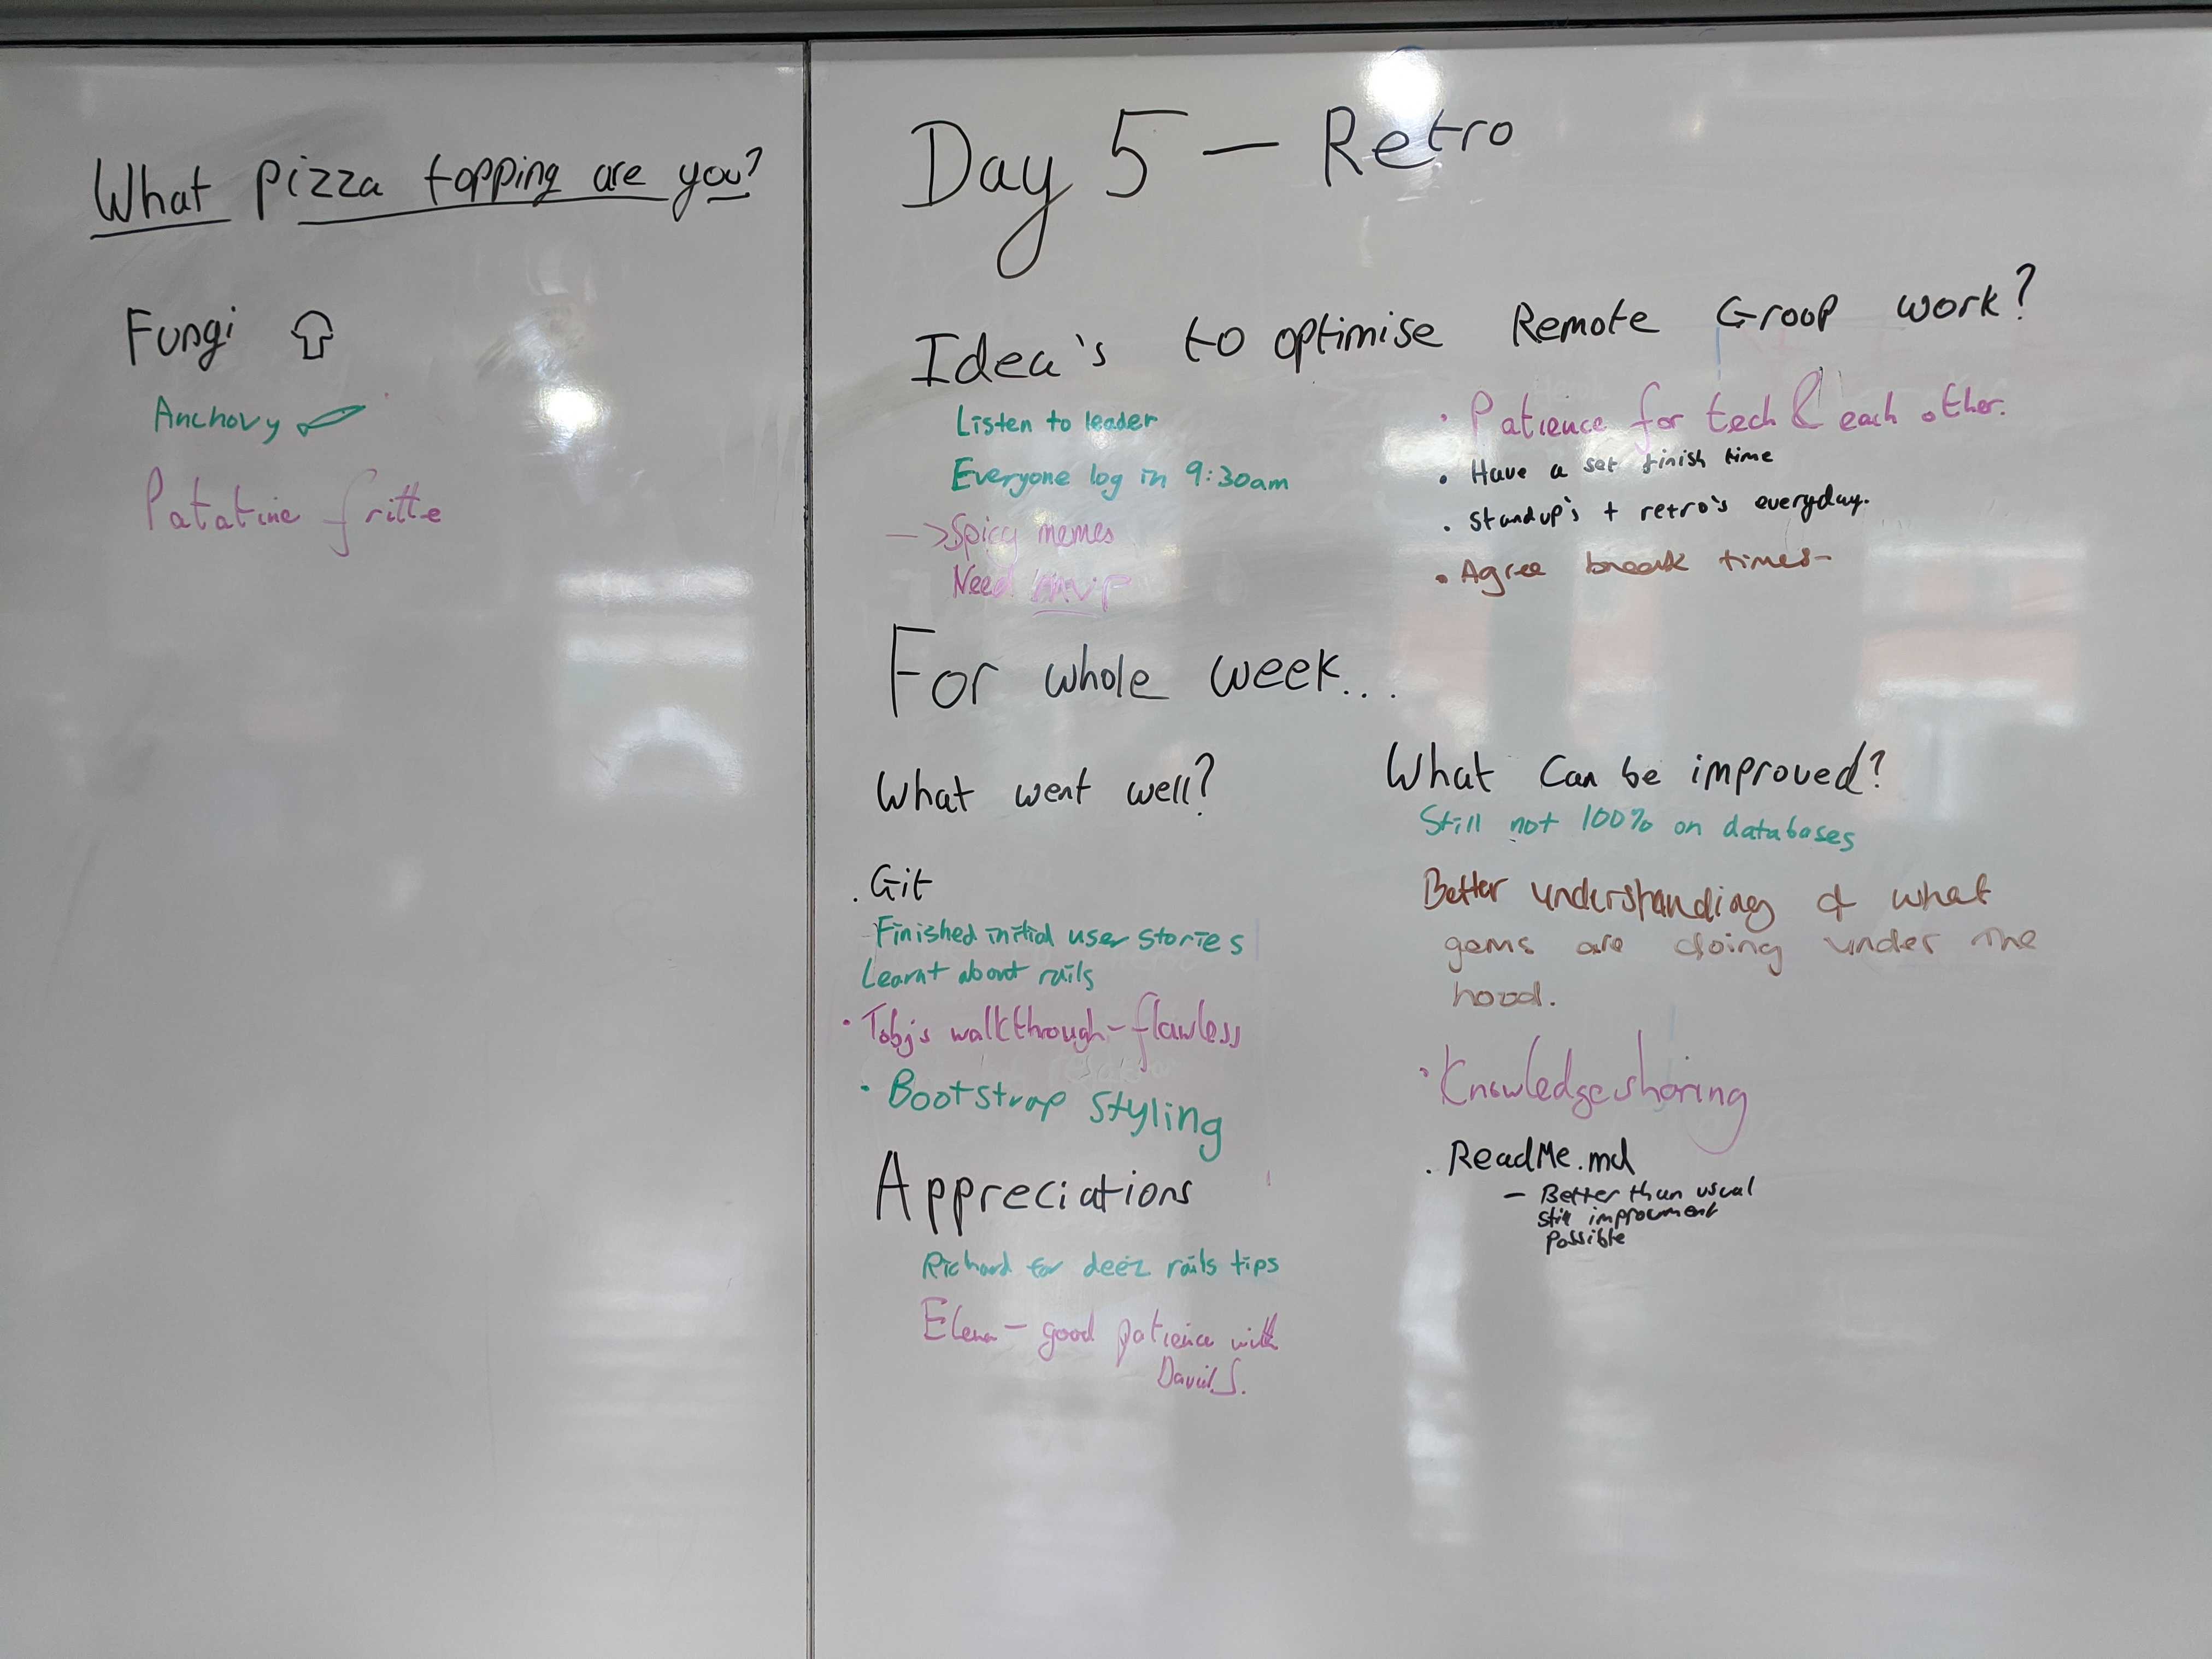 What pizza topping are you?
Fungi
Anchovy
Patatine fritte
Day 5 — Retro
Idea's to optimise Remote Groop work?
Listen to leader
Everyone log in 9:30am
—> Spicy memes
Need MVP
• Patience for tech & each other.
• Have a set finish time
• Standup's + retro's everyday.
• Agree break times-
For whole week...
What went well?
• Git
Finished initial user stories
Learnt about rails
• Toby's walkthrough - flawless
• Bootstrap styling
Appreciations
Richard for deez rails tips
Elena - good patience with
David S.
What can be improved?
Still not 100% on databases
Better understanding of what
gems are doing under the
hood.
• Knowledge sharing
• ReadMe.md
- Better than usual
still improvment
possible